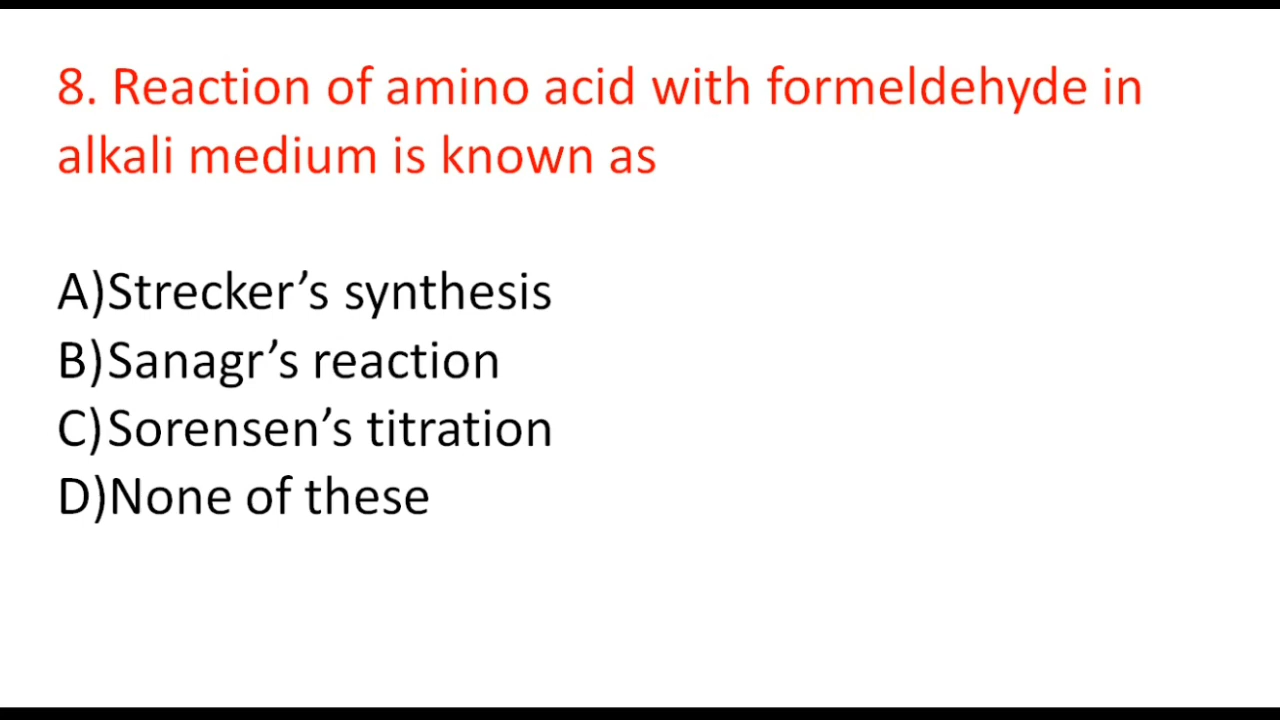 8. Reaction of amino acid with formeldehyde in
alkali medium is known as
A)Strecker’s synthesis
B)Sanagr’s reaction
C)Sorensen’s titration
D)None of these